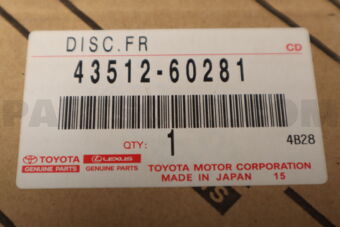 DISC.FR
CD
43512-60281
QTY: 1
4B28
TOYOTA
GENUINE PARTS
LEXUS
GENUINE PARTS
TOYOTA MOTOR CORPORATION
MADE IN JAPAN 15